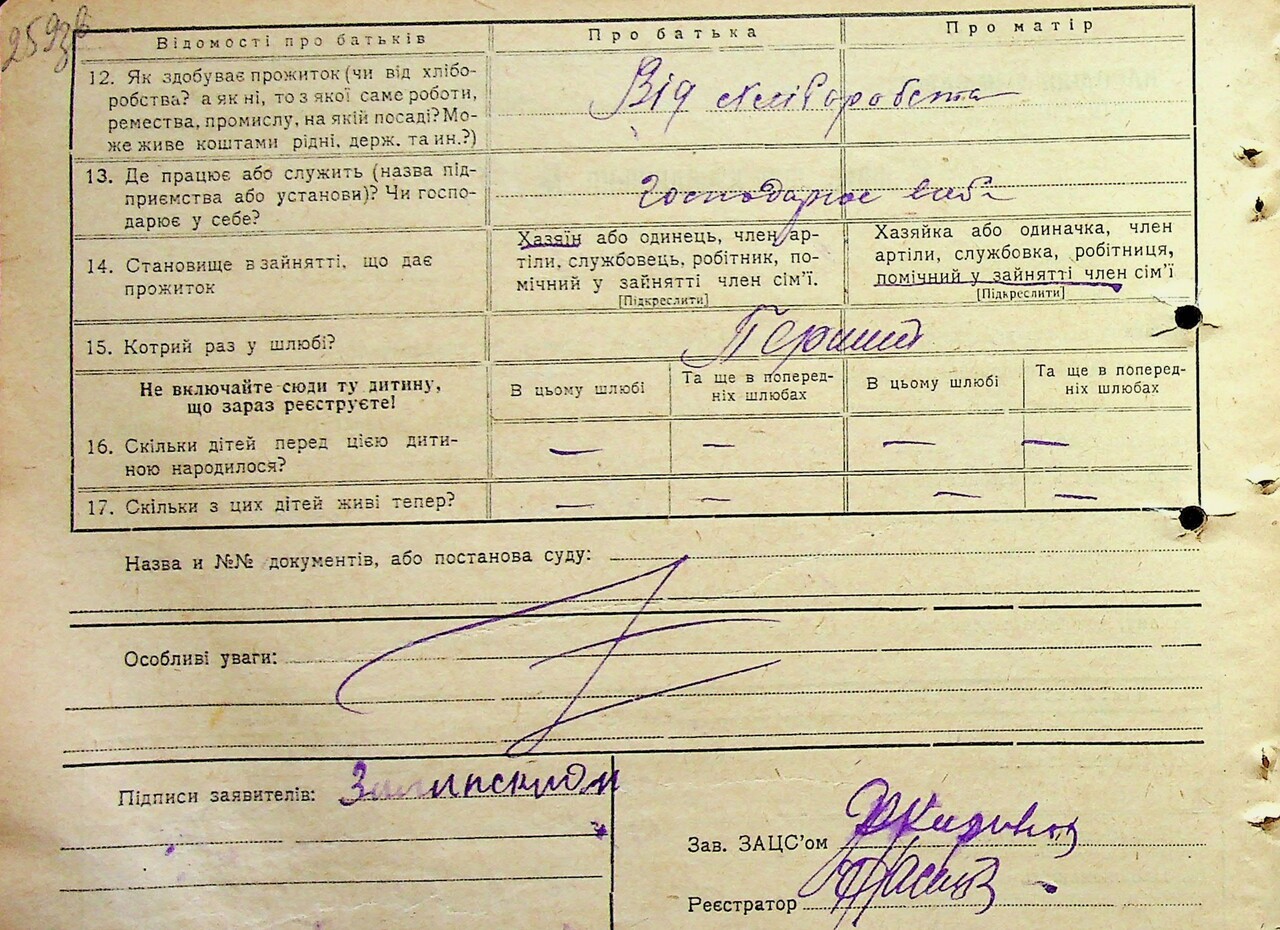 259зв
Відомості про батьків
Про батька
Про матір
12. Як здобуває прожиток (чи від хлібо-
робства? а як ні, то з якої саме роботи,
ремества, промислу, на якій посаді? Мо-
же живе коштами рідні, держ. та ин.?)
Від хліборобства
13. Де працює або служить (назва під-
приємства або установи)? Чи госпо-
дарює у себе?
Господарює в себе
14. Становище в зайнятті, що дає
прожиток
Хазяїн або одинець, член ар-
тіли, службовець, робітник, по-
мічний у зайнятті член сім'ї.
[Підкреслити]
Хазяйка або одиначка, член
артіли, службовка, робітниця,
помічний у зайнятті член сім'ї
[Підкреслити]
15. Котрий раз у шлюбі?
Перший
Не включайте сюди ту дитину,
що зараз реєструєте!
В цьому шлюбі
Та ще в поперед-
ніх шлюбах
В цьому шлюбі
Та ще в поперед-
ніх шлюбах
16. Скільки дітей перед цією дити-
ною народилося?
— — — —
17. Скільки з цих дітей живі тепер?
— — — —
Назва и №№ документів, або постанова суду:
Особливі уваги:
Підписи заявителів:
Зав. ЗАЦС'ом
Реєстратор